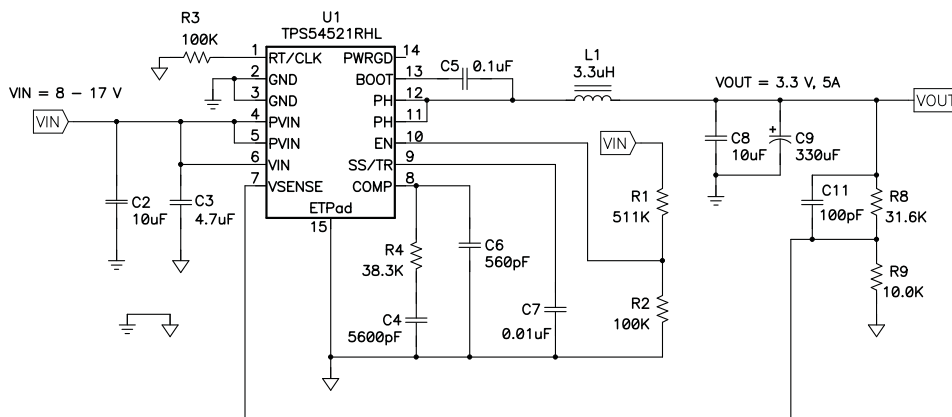 U1
TPS54521RHL
R3
100K
1 RT/CLK PWRGD 14
2 GND BOOT 13
3 GND PH 12
4 PVIN PH 11
5 PVIN EN 10
6 VIN SS/TR 9
7 VSENSE COMP 8
ETPad
15
C5 0.1uF
L1
3.3uH
VOUT = 3.3 V, 5A
VOUT
VIN = 8 – 17 V
VIN
VIN
C2
10uF
C3
4.7uF
C8
10uF
C9
330uF
+
R1
511K
C11
100pF
R8
31.6K
R4
38.3K
C6
560pF
R9
10.0K
C4
5600pF
C7
0.01uF
R2
100K